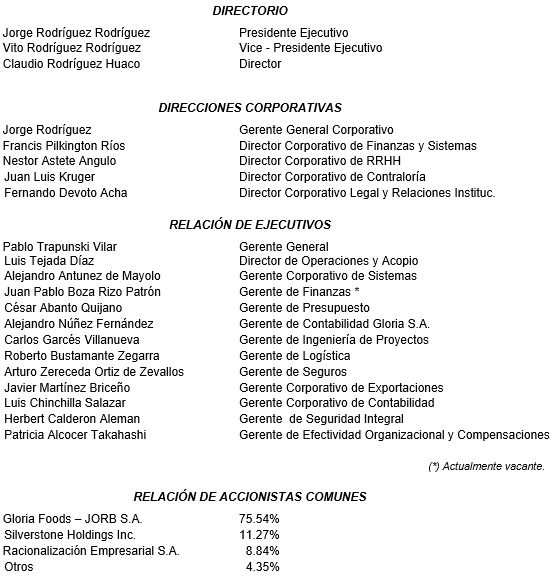 DIRECTORIO
Jorge Rodríguez Rodríguez Presidente Ejecutivo
Vito Rodríguez Rodríguez Vice - Presidente Ejecutivo
Claudio Rodríguez Huaco Director
DIRECCIONES CORPORATIVAS
Jorge Rodríguez Gerente General Corporativo
Francis Pilkington Ríos Director Corporativo de Finanzas y Sistemas
Nestor Astete Angulo Director Corporativo de RRHH
Juan Luis Kruger Director Corporativo de Contraloría
Fernando Devoto Acha Director Corporativo Legal y Relaciones Instituc.
RELACIÓN DE EJECUTIVOS
Pablo Trapunski Vilar Gerente General
Luis Tejada Díaz Director de Operaciones y Acopio
Alejandro Antunez de Mayolo Gerente Corporativo de Sistemas
Juan Pablo Boza Rizo Patrón Gerente de Finanzas *
César Abanto Quijano Gerente de Presupuesto
Alejandro Núñez Fernández Gerente de Contabilidad Gloria S.A.
Carlos Garcés Villanueva Gerente de Ingeniería de Proyectos
Roberto Bustamante Zegarra Gerente de Logística
Arturo Zereceda Ortiz de Zevallos Gerente de Seguros
Javier Martínez Briceño Gerente Corporativo de Exportaciones
Luis Chinchilla Salazar Gerente Corporativo de Contabilidad
Herbert Calderon Aleman Gerente de Seguridad Integral
Patricia Alcocer Takahashi Gerente de Efectividad Organizacional y Compensaciones
(*) Actualmente vacante.
RELACIÓN DE ACCIONISTAS COMUNES
Gloria Foods – JORB S.A. 75.54%
Silverstone Holdings Inc. 11.27%
Racionalización Empresarial S.A. 8.84%
Otros 4.35%